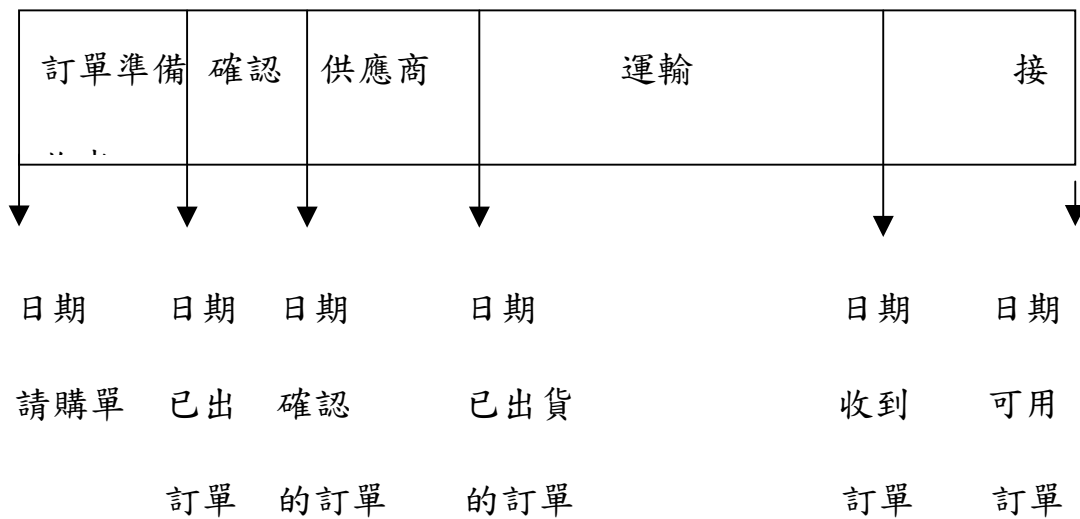 訂單準備 確認 供應商 運輸 接
日期 日期 日期 日期 日期 日期
請購單 已出 確認 已出貨 收到 可用
訂單 的訂單 的訂單 訂單 訂單